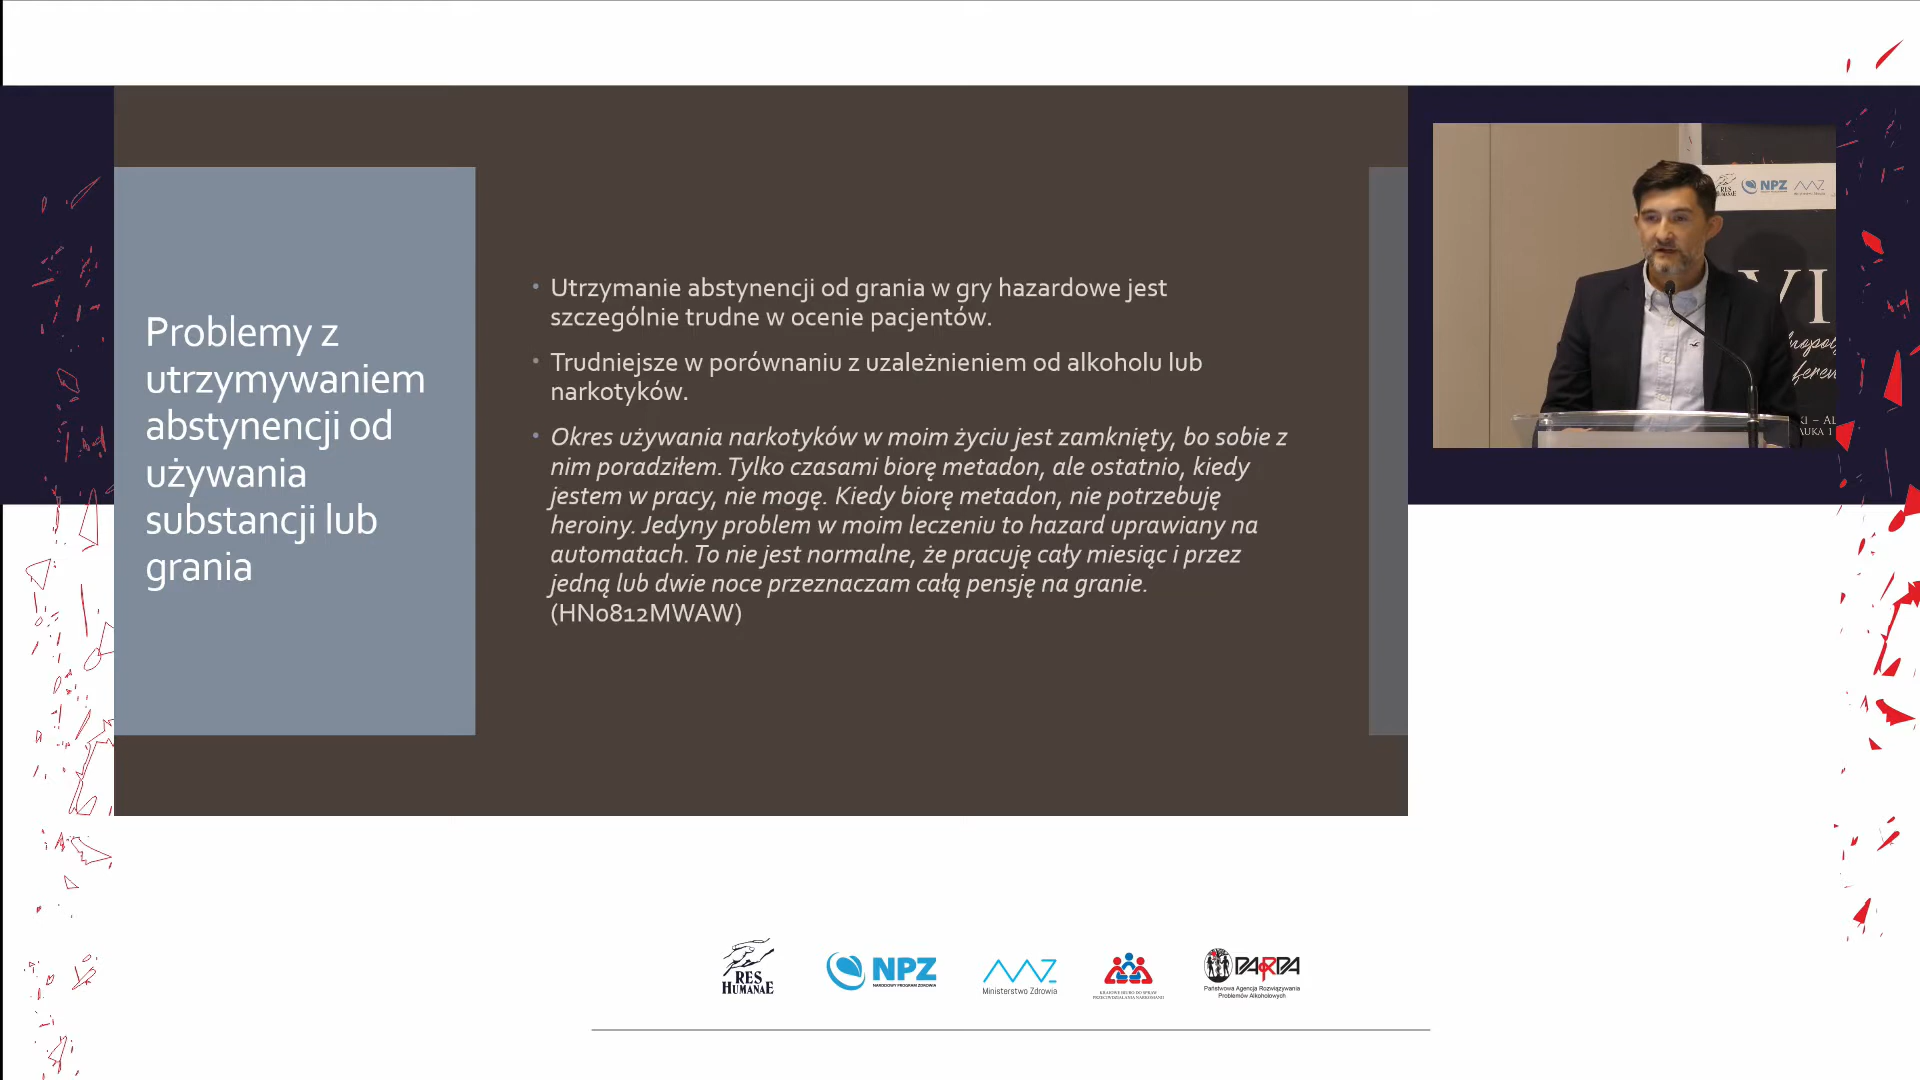 Problemy z
utrzymywaniem
abstynencji od
używania
substancji lub
grania
• Utrzymanie abstynencji od grania w gry hazardowe jest
szczególnie trudne w ocenie pacjentów.
• Trudniejsze w porównaniu z uzależnieniem od alkoholu lub
narkotyków.
• Okres używania narkotyków w moim życiu jest zamknięty, bo sobie z
nim poradziłem. Tylko czasami biorę metadon, ale ostatnio, kiedy
jestem w pracy, nie mogę. Kiedy biorę metadon, nie potrzebuję
heroiny. Jedyny problem w moim leczeniu to hazard uprawiany na
automatach. To nie jest normalne, że pracuję cały miesiąc i przez
jedną lub dwie noce przeznaczam całą pensję na granie.
(HN0812MWAW)
RES
HUMANAE
NPZ
VI
RES
HUMANAE
NPZ
NARODOWY PROGRAM ZDROWIA
Ministerstwo Zdrowia
KRAJOWE BIURO DO SPRAW
PRZECIWDZIAŁANIA NARKOMANII
PARPA
Państwowa Agencja Rozwiązywania
Problemów Alkoholowych